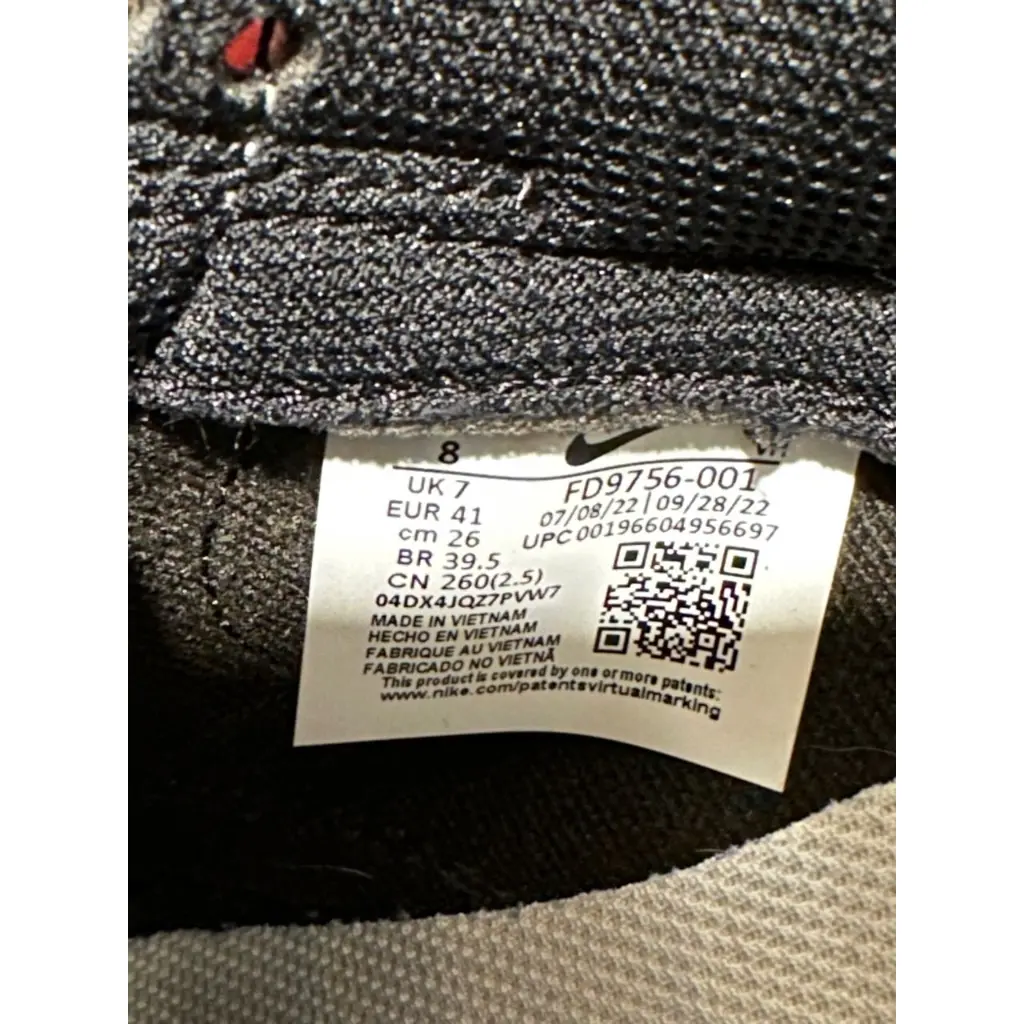 8
UK 7
EUR 41
cm 26
BR 39.5
CN 260(2.5)
04DX4JQZ7PVW7
MADE IN VIETNAM
HECHO EN VIETNAM
FABRIQUE AU VIETNAM
FABRICADO NO VIETNÃ
FD9756-001
07/08/22|09/28/22
UPC 00196604956697
This product is covered by one or more patents:
www.nike.com/patentsvirtualmarking